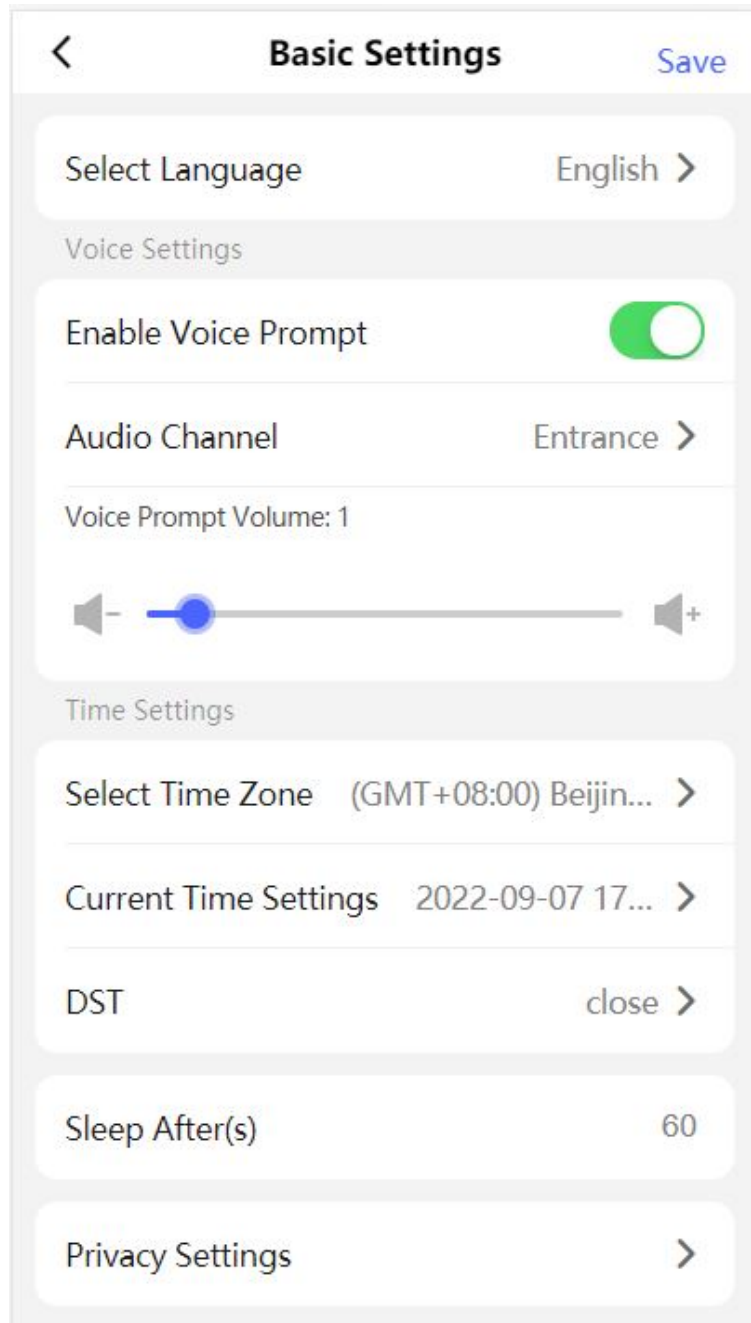 Basic Settings
Save
Select Language English
Voice Settings
Enable Voice Prompt
Audio Channel Entrance
Voice Prompt Volume: 1
Time Settings
Select Time Zone (GMT+08:00) Beijin...
Current Time Settings 2022-09-07 17...
DST close
Sleep After(s) 60
Privacy Settings